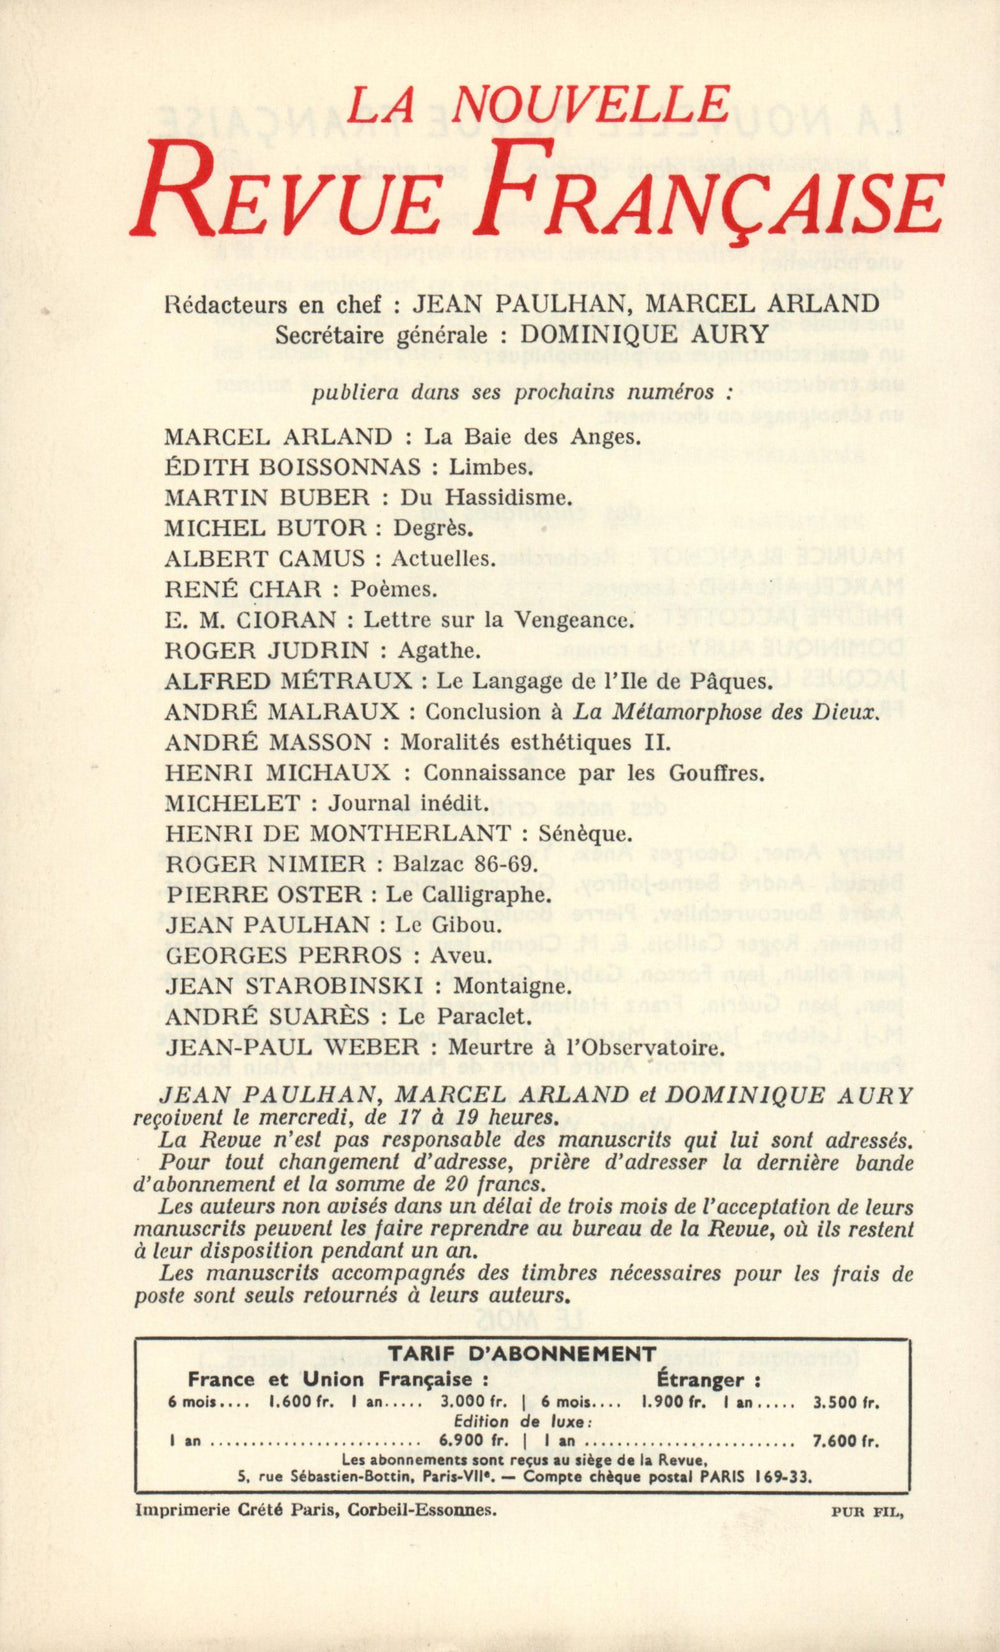 LA NOUVELLE
REVUE FRANÇAISE
Rédacteurs en chef : JEAN PAULHAN, MARCEL ARLAND
Secrétaire générale : DOMINIQUE AURY
publiera dans ses prochains numéros :
MARCEL ARLAND : La Baie des Anges.
ÉDITH BOISSONNAS : Limbes.
MARTIN BUBER : Du Hassidisme.
MICHEL BUTOR : Degrès.
ALBERT CAMUS : Actuelles.
RENÉ CHAR : Poèmes.
E. M. CIORAN : Lettre sur la Vengeance.
ROGER JUDRIN : Agathe.
ALFRED MÉTRAUX : Le Langage de l'Ile de Pâques.
ANDRÉ MALRAUX : Conclusion à La Métamorphose des Dieux.
ANDRÉ MASSON : Moralités esthétiques II.
HENRI MICHAUX : Connaissance par les Gouffres.
MICHELET : Journal inédit.
HENRI DE MONTHERLANT : Sénèque.
ROGER NIMIER : Balzac 86-69.
PIERRE OSTER : Le Calligraphe.
JEAN PAULHAN : Le Gibou.
GEORGES PERROS : Aveu.
JEAN STAROBINSKI : Montaigne.
ANDRÉ SUARÈS : Le Paraclet.
JEAN-PAUL WEBER : Meurtre à l'Observatoire.
JEAN PAULHAN, MARCEL ARLAND et DOMINIQUE AURY
reçoivent le mercredi, de 17 à 19 heures.
La Revue n'est pas responsable des manuscrits qui lui sont adressés.
Pour tout changement d'adresse, prière d'adresser la dernière bande
d'abonnement et la somme de 20 francs.
Les auteurs non avisés dans un délai de trois mois de l'acceptation de leurs
manuscrits peuvent les faire reprendre au bureau de la Revue, où ils restent
à leur disposition pendant un an.
Les manuscrits accompagnés des timbres nécessaires pour les frais de
poste sont seuls retournés à leurs auteurs.
TARIF D'ABONNEMENT
France et Union Française : Étranger :
6 mois.... 1.600 fr. 1 an..... 3.000 fr. | 6 mois.... 1.900 fr. 1 an..... 3.500 fr.
Edition de luxe:
1 an ......................... 6.900 fr. | 1 an ......................... 7.600 fr.
Les abonnements sont reçus au siège de la Revue,
5, rue Sébastien-Bottin, Paris-VIIe. — Compte chèque postal PARIS 169-33.
Imprimerie Crété Paris, Corbeil-Essonnes. PUR FIL,